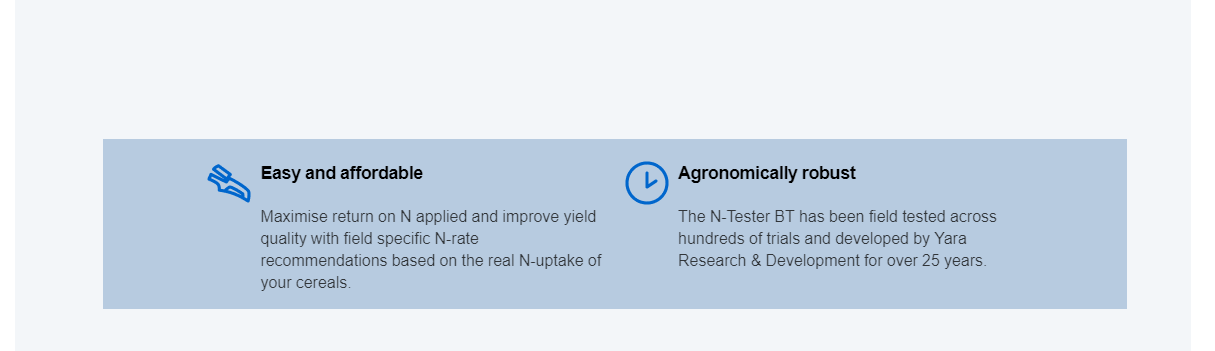 Easy and affordable
Maximise return on N applied and improve yield
quality with field specific N-rate
recommendations based on the real N-uptake of
your cereals.
Agronomically robust
The N-Tester BT has been field tested across
hundreds of trials and developed by Yara
Research & Development for over 25 years.